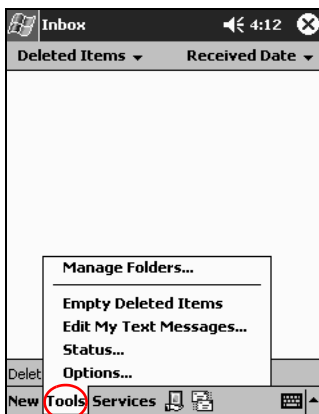 Inbox 4:12
Deleted Items Received Date
Manage Folders...
Empty Deleted Items
Edit My Text Messages...
Status...
Delet Options...
New Tools Services